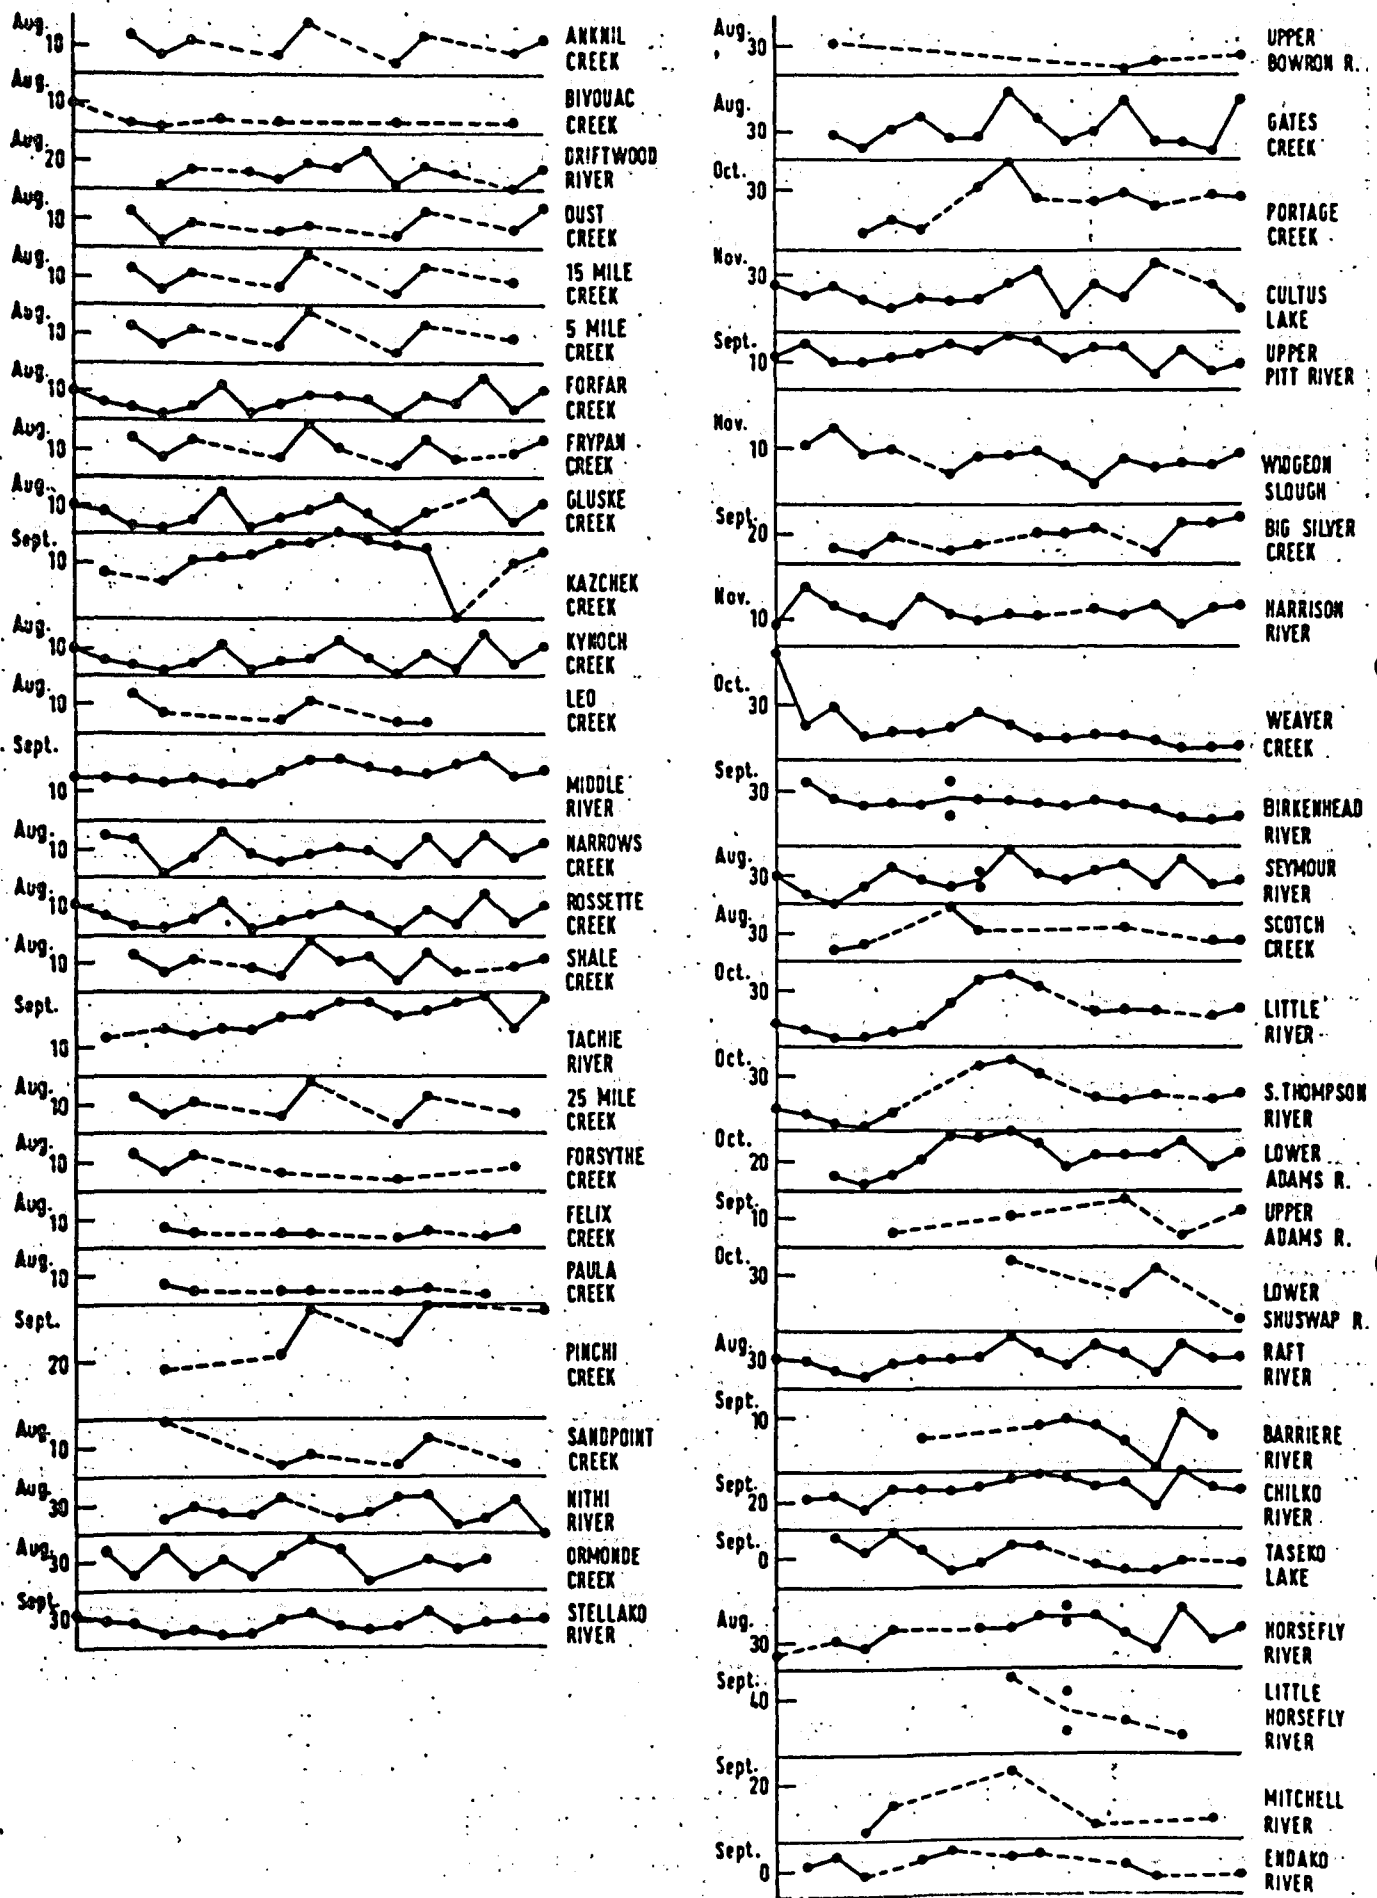 Aug.
10
ANKNIL
CREEK
Aug.
10
BIVOUAC
CREEK
Aug.
20
DRIFTWOOD
RIVER
Aug.
10
DUST
CREEK
Aug.
10
15 MILE
CREEK
Aug.
10
5 MILE
CREEK
Aug.
10
FORFAR
CREEK
Aug.
10
FRYPAN
CREEK
Aug.
10
GLUSKE
CREEK
Sept.
10
KAZCHEK
CREEK
Aug.
10
KYNOCH
CREEK
Aug.
10
LEO
CREEK
Sept.
10
MIDDLE
RIVER
Aug.
10
NARROWS
CREEK
Aug.
10
ROSSETTE
CREEK
Aug.
10
SHALE
CREEK
Sept.
10
TACHIE
RIVER
Aug.
10
25 MILE
CREEK
Aug.
10
FORSYTHE
CREEK
Aug.
10
FELIX
CREEK
Aug.
10
PAULA
CREEK
Sept.
20
PINCHI
CREEK
Aug.
10
SANDPOINT
CREEK
Aug.
30
NITHI
RIVER
Aug.
30
ORMONDE
CREEK
Sept.
30
STELLAKO
RIVER
Aug.
30
UPPER
BOWRON R.
Aug.
30
GATES
CREEK
Oct.
30
PORTAGE
CREEK
Nov.
30
CULTUS
LAKE
Sept.
10
UPPER
PITT RIVER
Nov.
10
WIDGEON
SLOUGH
Sept.
20
BIG SILVER
CREEK
Nov.
10
HARRISON
RIVER
Oct.
30
WEAVER
CREEK
Sept.
30
BIRKENHEAD
RIVER
Aug.
30
SEYMOUR
RIVER
Aug.
30
SCOTCH
CREEK
Oct.
30
LITTLE
RIVER
Oct.
30
S.THOMPSON
RIVER
Oct.
20
LOWER
ADAMS R.
Sept.
10
UPPER
ADAMS R.
Oct.
30
LOWER
SHUSWAP R.
Aug.
30
RAFT
RIVER
Sept.
10
BARRIERE
RIVER
Sept.
20
CHILKO
RIVER
Sept.
0
TASEKO
LAKE
Aug.
30
HORSEFLY
RIVER
Sept.
40
LITTLE
HORSEFLY
RIVER
Sept.
20
MITCHELL
RIVER
Sept.
0
ENDAKO
RIVER